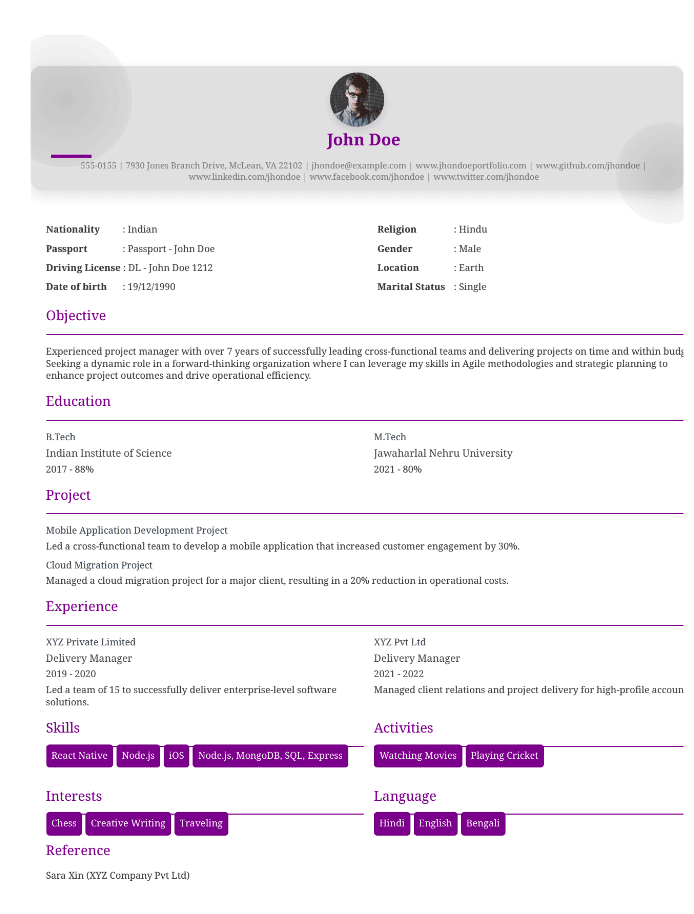 John Doe
555-0155 | 7930 Jones Branch Drive, McLean, VA 22102 | jhondoe@example.com | www.jhondoeportfolio.com | www.github.com/jhondoe |
www.linkedin.com/jhondoe | www.facebook.com/jhondoe | www.twitter.com/jhondoe
Nationality : Indian
Passport : Passport - John Doe
Driving License : DL - John Doe 1212
Date of birth : 19/12/1990
Religion : Hindu
Gender : Male
Location : Earth
Marital Status : Single
Objective
Experienced project manager with over 7 years of successfully leading cross-functional teams and delivering projects on time and within
Seeking a dynamic role in a forward-thinking organization where I can leverage my skills in Agile methodologies and strategic planning to
enhance project outcomes and drive operational efficiency.
Education
B.Tech
Indian Institute of Science
2017 - 88%
M.Tech
Jawaharlal Nehru University
2021 - 80%
Project
Mobile Application Development Project
Led a cross-functional team to develop a mobile application that increased customer engagement by 30%.
Cloud Migration Project
Managed a cloud migration project for a major client, resulting in a 20% reduction in operational costs.
Experience
XYZ Private Limited
Delivery Manager
2019 - 2020
Led a team of 15 to successfully deliver enterprise-level software
solutions.
XYZ Pvt Ltd
Delivery Manager
2021 - 2022
Managed client relations and project delivery for high-profile
Skills
React Native Node.js iOS Node.js, MongoDB, SQL, Express
Activities
Watching Movies Playing Cricket
Interests
Chess Creative Writing Traveling
Language
Hindi English Bengali
Reference
Sara Xin (XYZ Company Pvt Ltd)